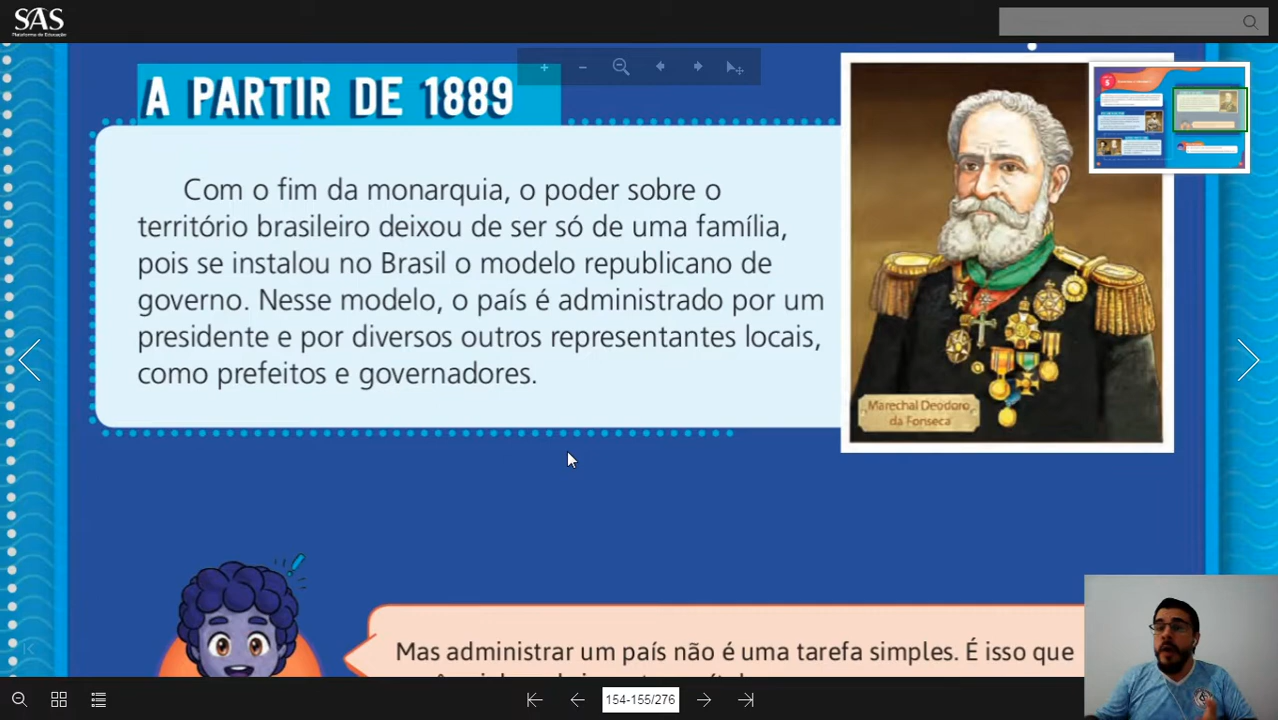 SAS
Plataforma de Educação
A PARTIR DE 1889
Com o fim da monarquia, o poder sobre o
território brasileiro deixou de ser só de uma família,
pois se instalou no Brasil o modelo republicano de
governo. Nesse modelo, o país é administrado por um
presidente e por diversos outros representantes locais,
como prefeitos e governadores.
Marechal Deodoro
da Fonseca
Mas administrar um país não é uma tarefa simples. É isso que
154-155/276